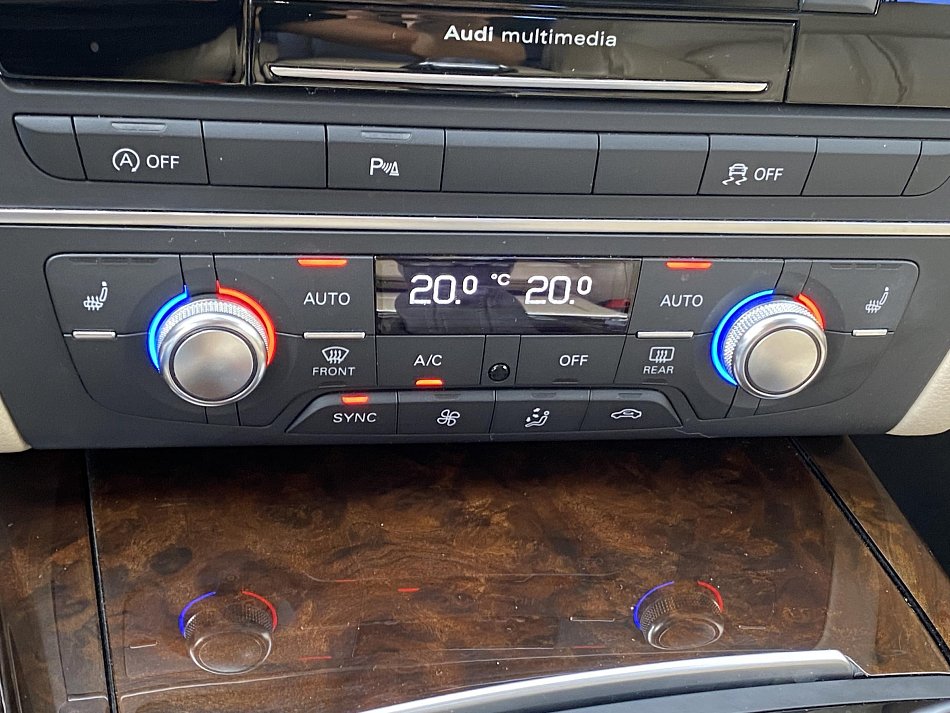 Audi multimedia
A OFF
P
OFF
AUTO
20.0 °C 20.0
AUTO
FRONT
A/C
OFF
REAR
SYNC